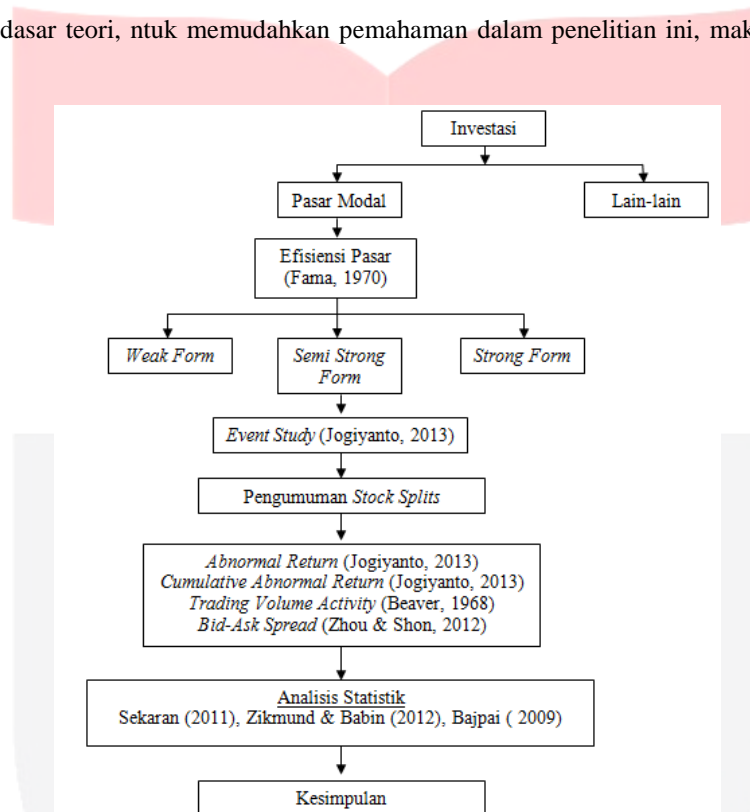 dasar teori, ntuk memudahkan pemahaman dalam penelitian ini, mak
Investasi
Pasar Modal
Lain-lain
Efisiensi Pasar
(Fama, 1970)
Weak Form
Semi Strong
Form
Strong Form
Event Study (Jogiyanto, 2013)
Pengumuman Stock Splits
Abnormal Return (Jogiyanto, 2013)
Cumulative Abnormal Return (Jogiyanto, 2013)
Trading Volume Activity (Beaver, 1968)
Bid-Ask Spread (Zhou & Shon, 2012)
Analisis Statistik
Sekaran (2011), Zikmund & Babin (2012), Bajpai ( 2009)
Kesimpulan